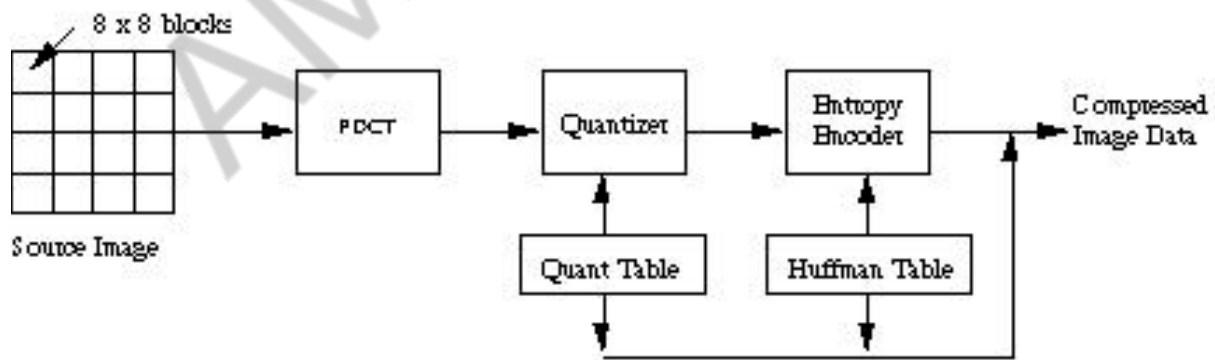 8 x 8 blocks
FDCT
Quantizer
Entropy
Encoder
Compressed
Image Data
Source Image
Quant Table
Huffman Table